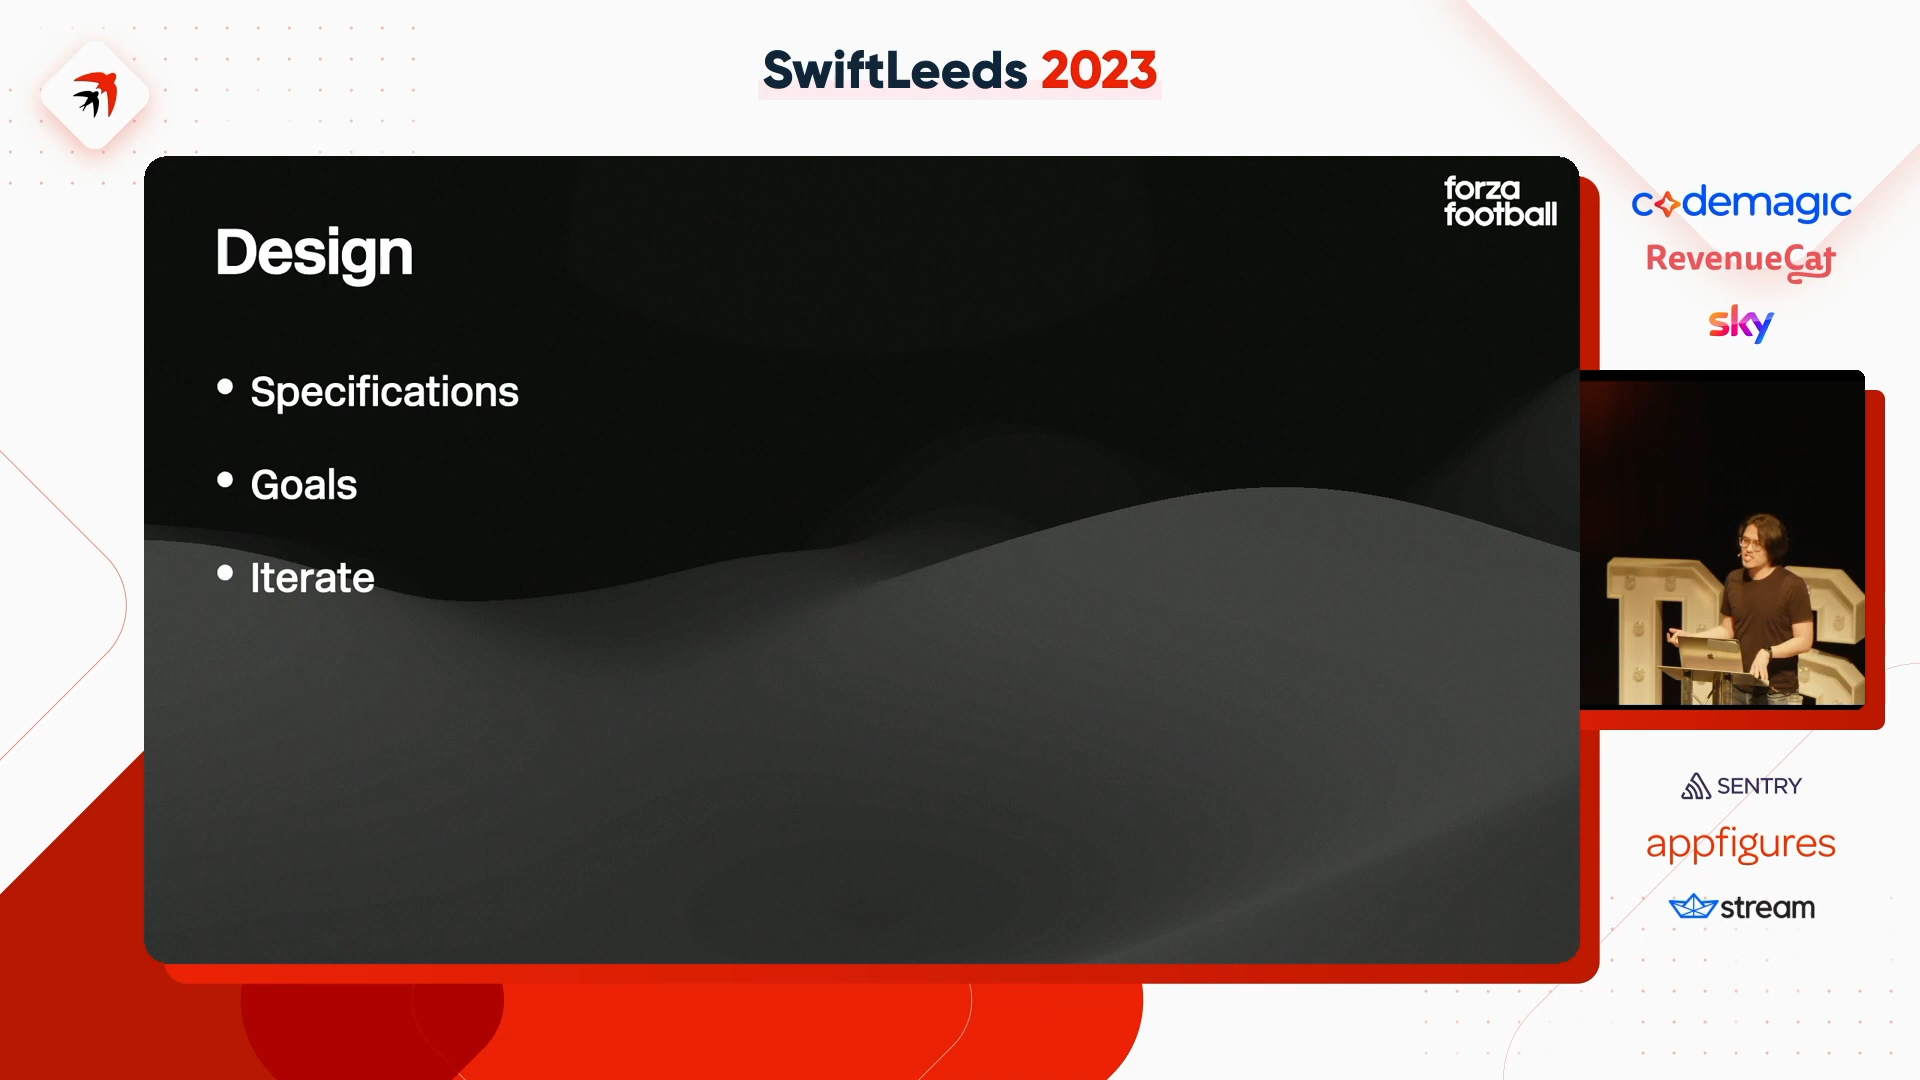 SwiftLeeds 2023
forza
football
Design
• Specifications
• Goals
• Iterate
codemagic
RevenueCat
sky
SENTRY
appfigures
stream